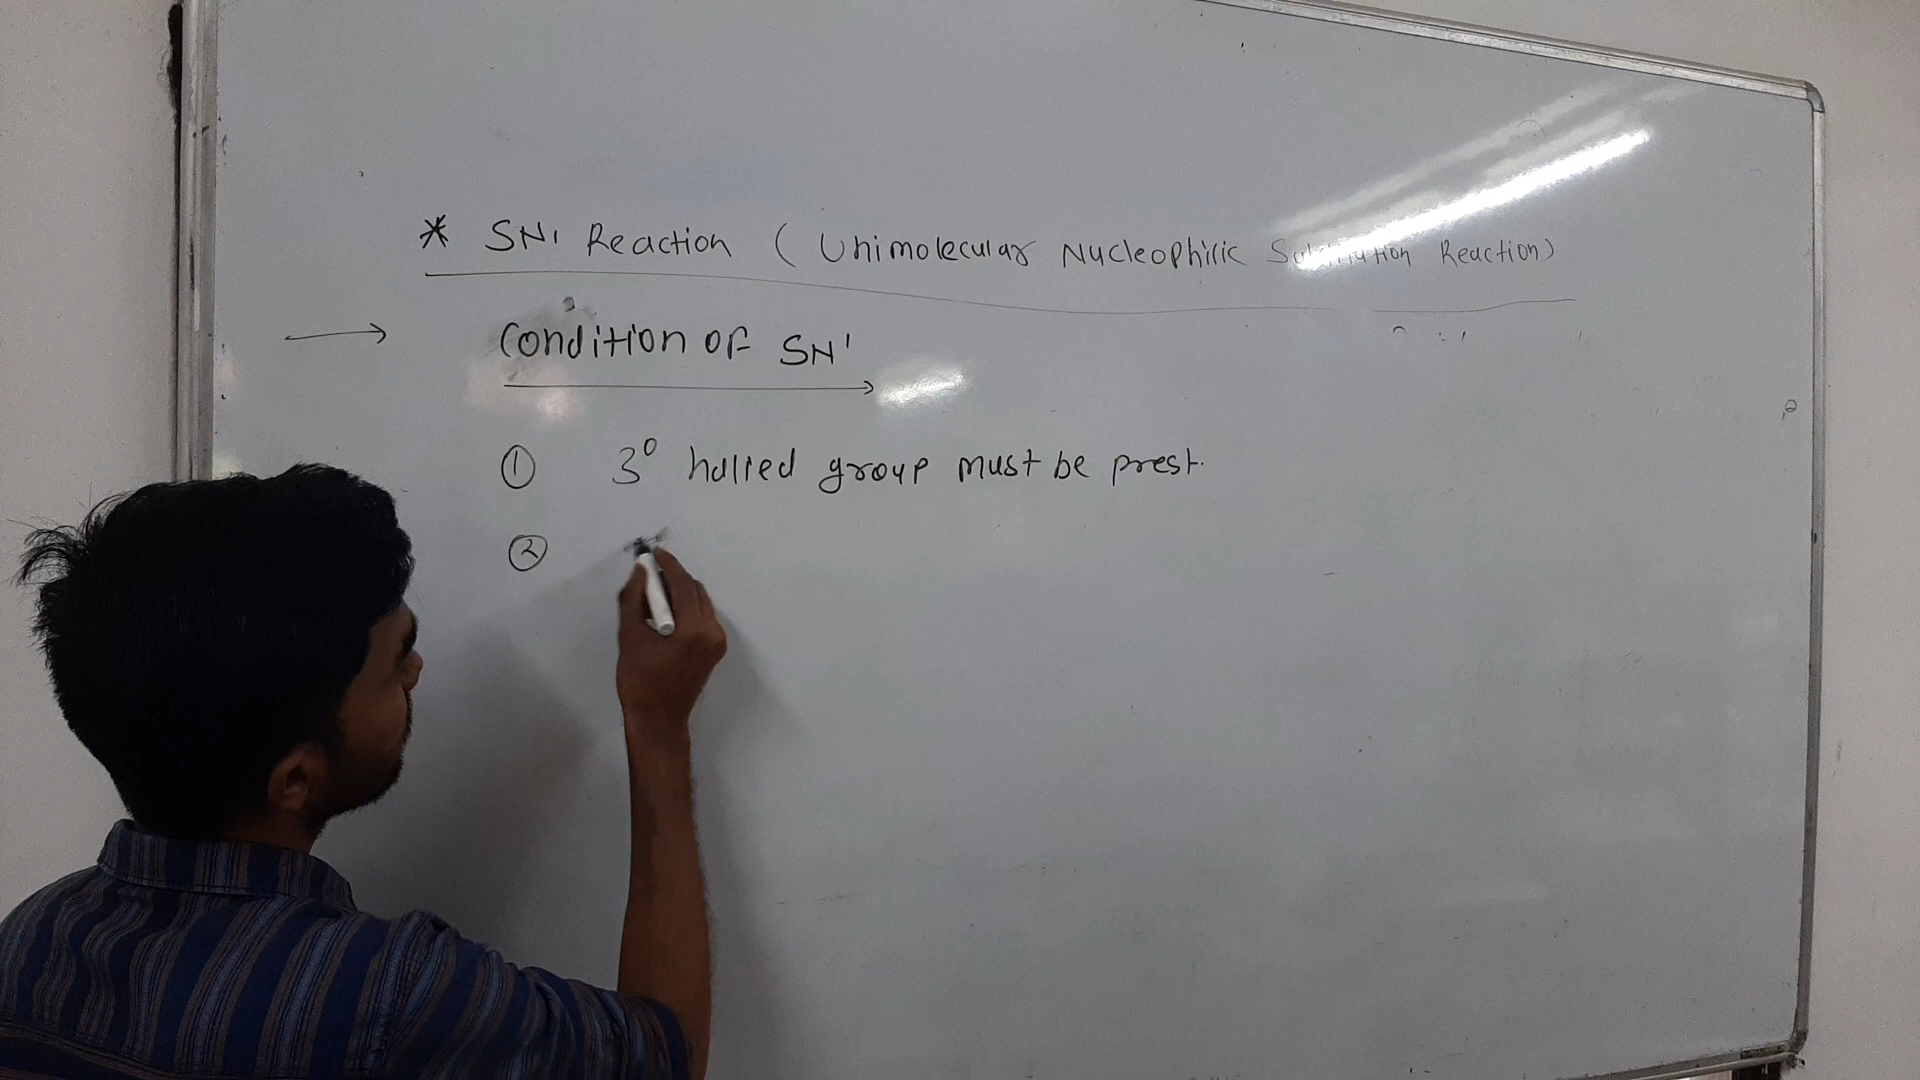 * SN1 Reaction ( Unimolecular Nucleophilic Reaction)
→ Condition OF SN1
① 3° halied group must be prest.
②